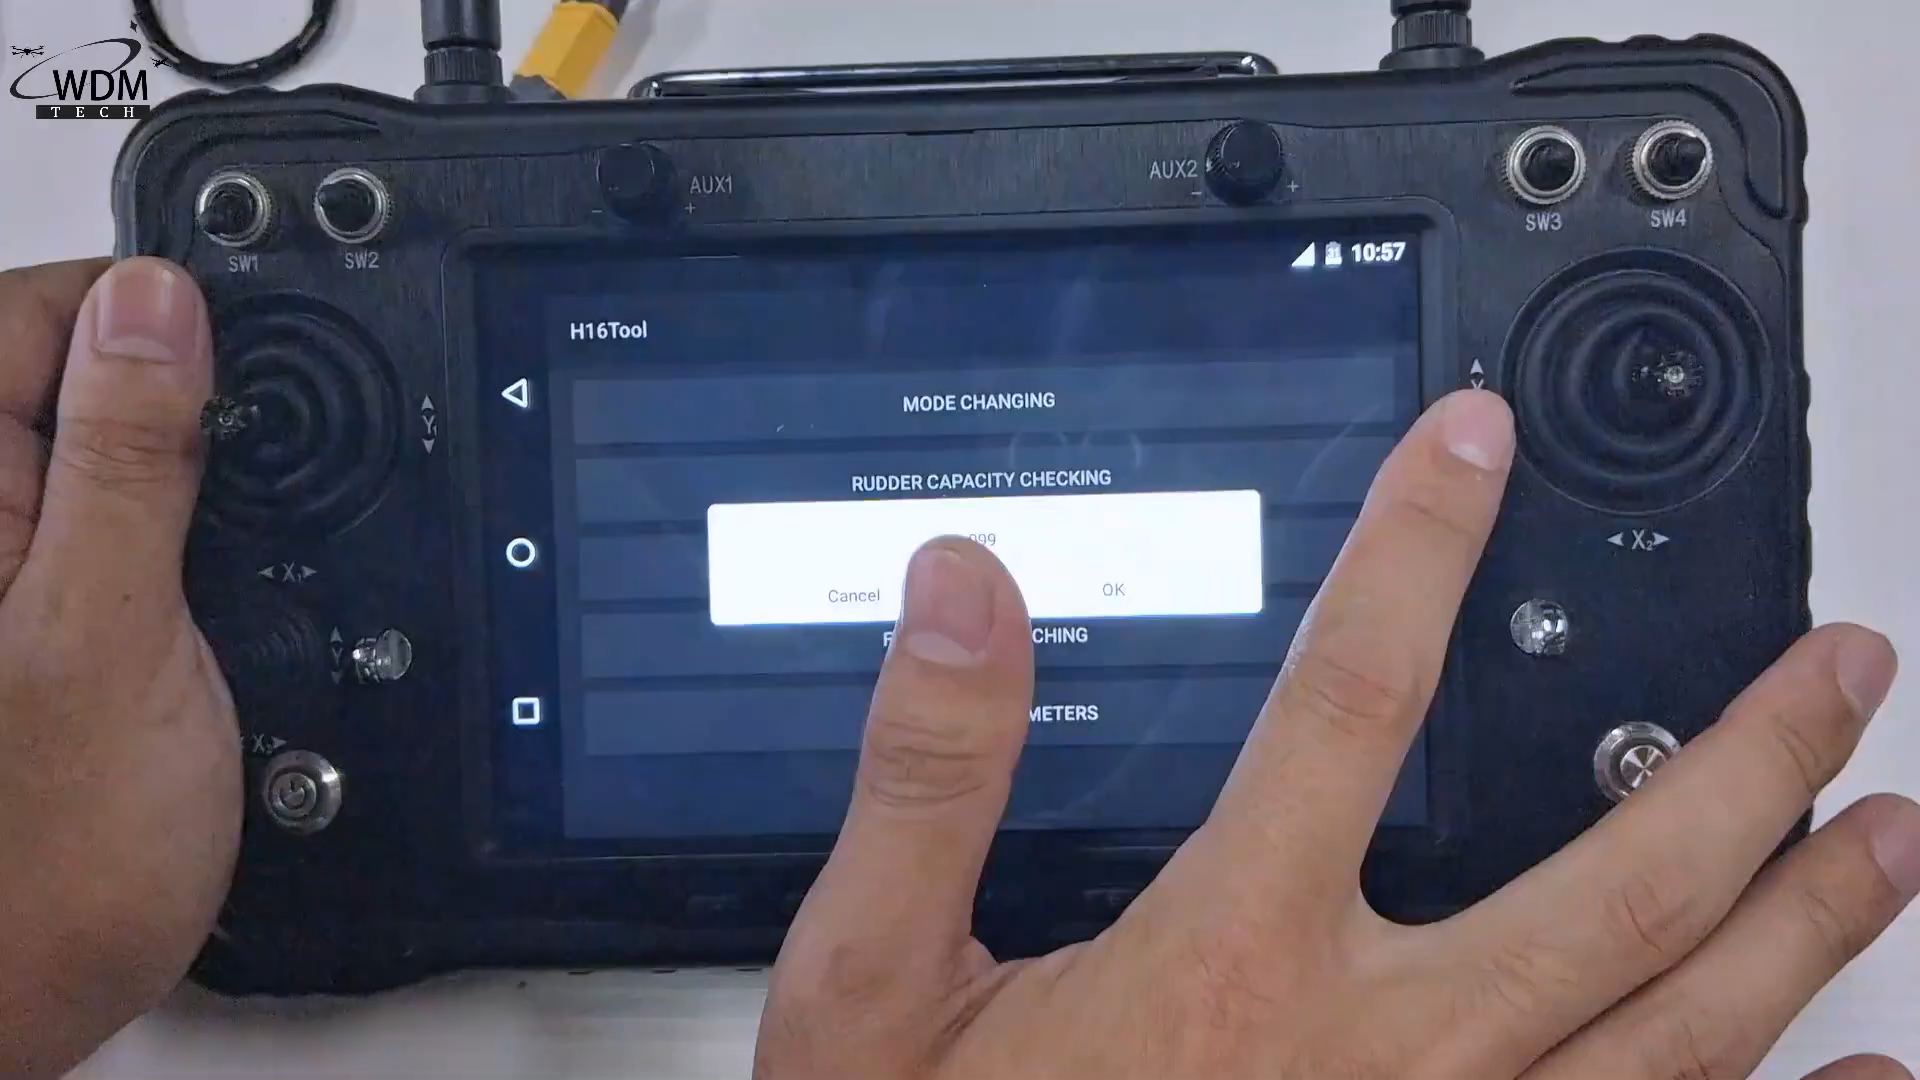 WDM
TECH
AUX1
- +
AUX2
- +
SW1
SW2
SW3
SW4
10:57
H16Tool
MODE CHANGING
RUDDER CAPACITY CHECKING
999
Cancel
OK
CHING
METERS
Y1
X1
X2